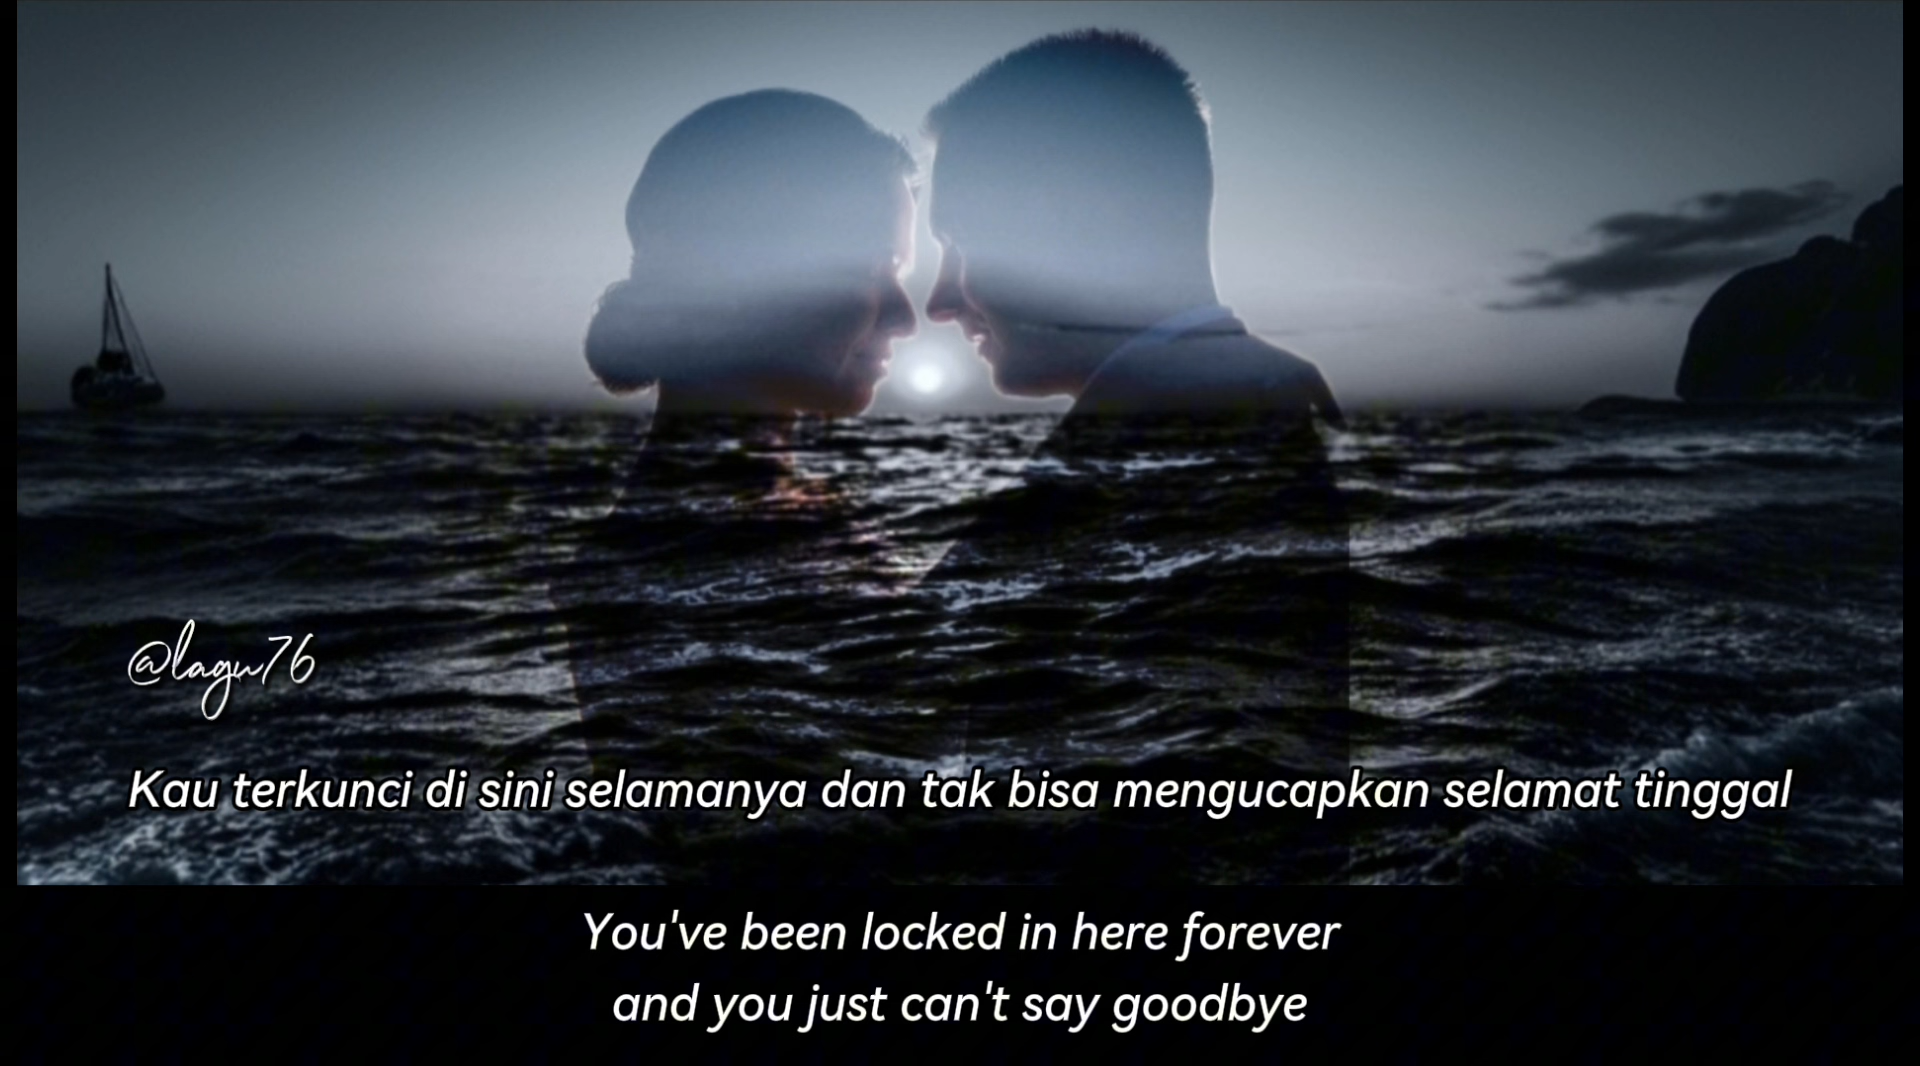 @lagu76
Kau terkunci di sini selamanya dan tak bisa mengucapkan selamat tinggal
You've been locked in here forever
and you just can't say goodbye